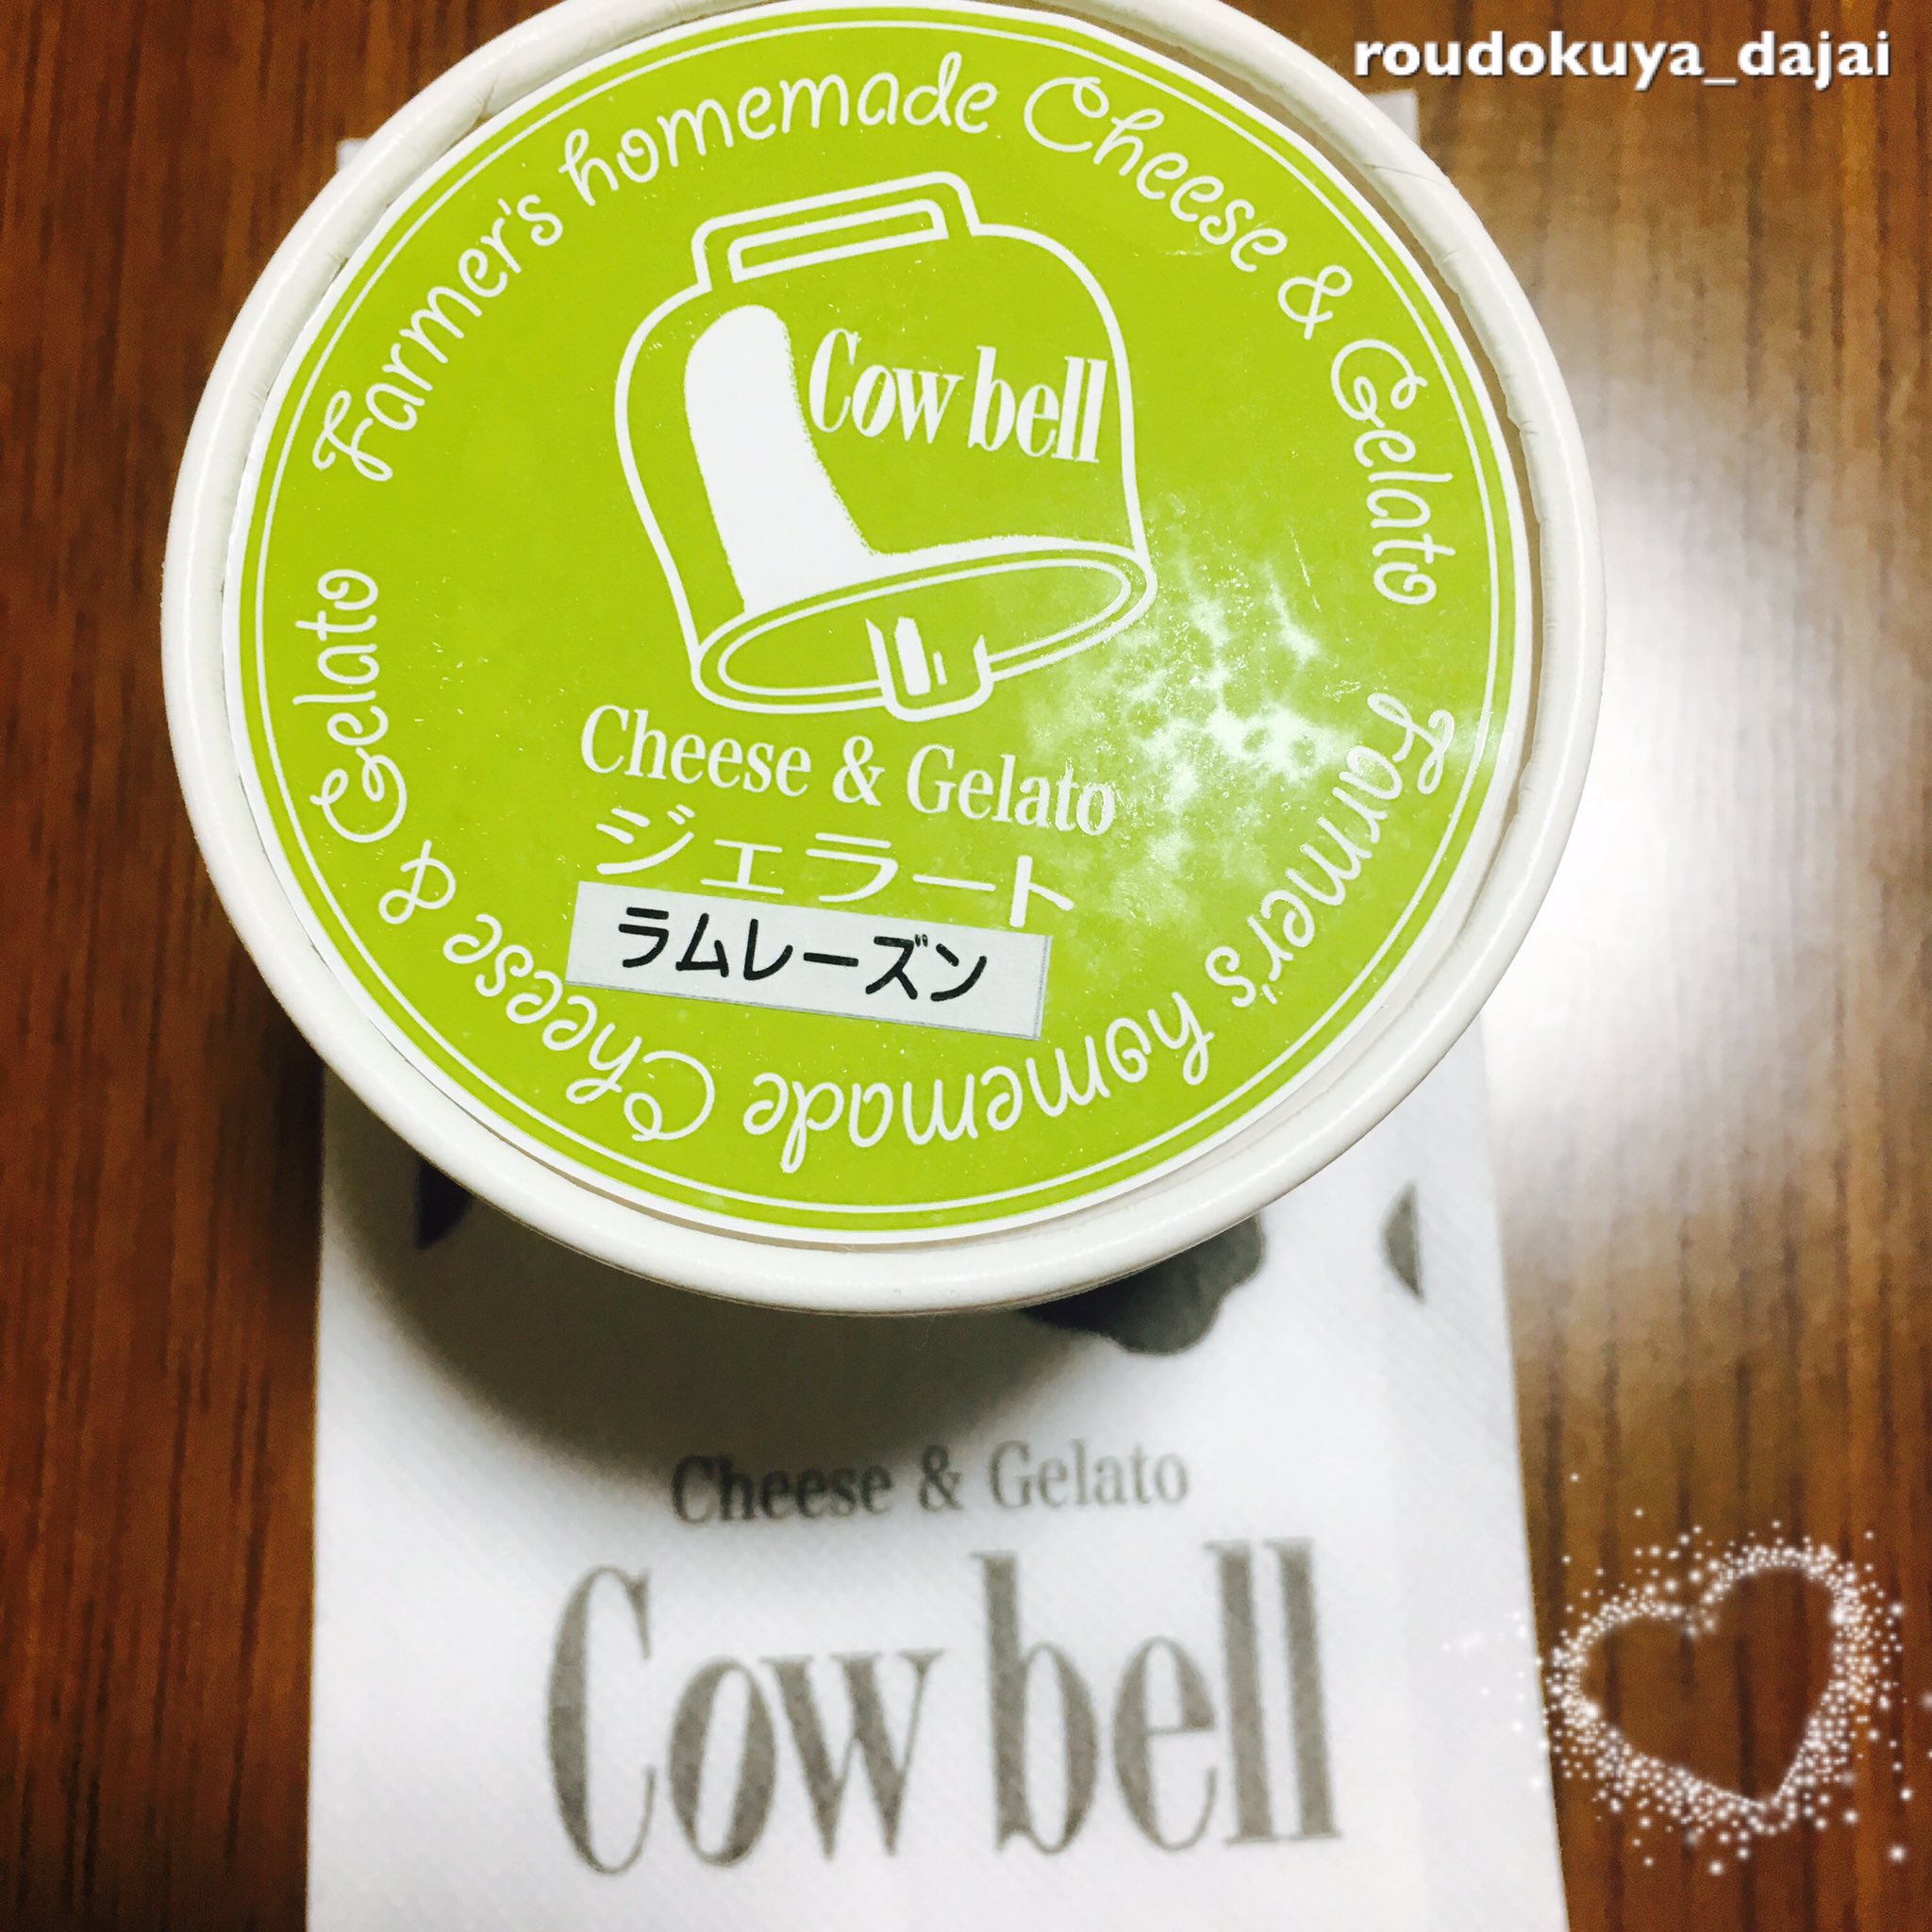 roudokuya_dajai
Farmer's homemade Cheese & Gelato
Cow bell
Cheese & Gelato
ジェラート
ラムレーズン
Farmer's homemade Cheese & Gelato
Cheese & Gelato
Cow bell